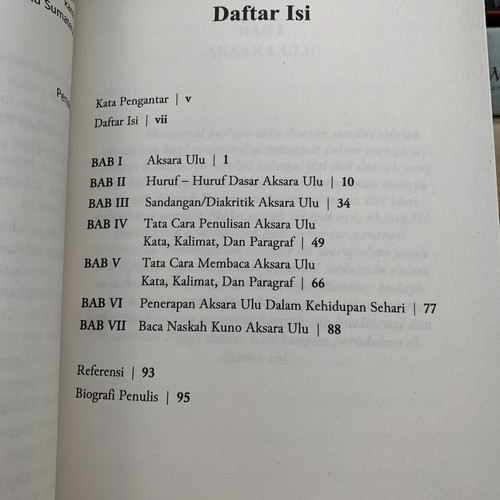 Daftar Isi
Kata Pengantar | v
Daftar Isi | vii
BAB I Aksara Ulu | 1
BAB II Huruf – Huruf Dasar Aksara Ulu | 10
BAB III Sandangan/Diakritik Aksara Ulu | 34
BAB IV Tata Cara Penulisan Aksara Ulu
Kata, Kalimat, Dan Paragraf | 49
BAB V Tata Cara Membaca Aksara Ulu
Kata, Kalimat, Dan Paragraf | 66
BAB VI Penerapan Aksara Ulu Dalam Kehidupan Sehari | 77
BAB VII Baca Naskah Kuno Aksara Ulu | 88
Referensi | 93
Biografi Penulis | 95